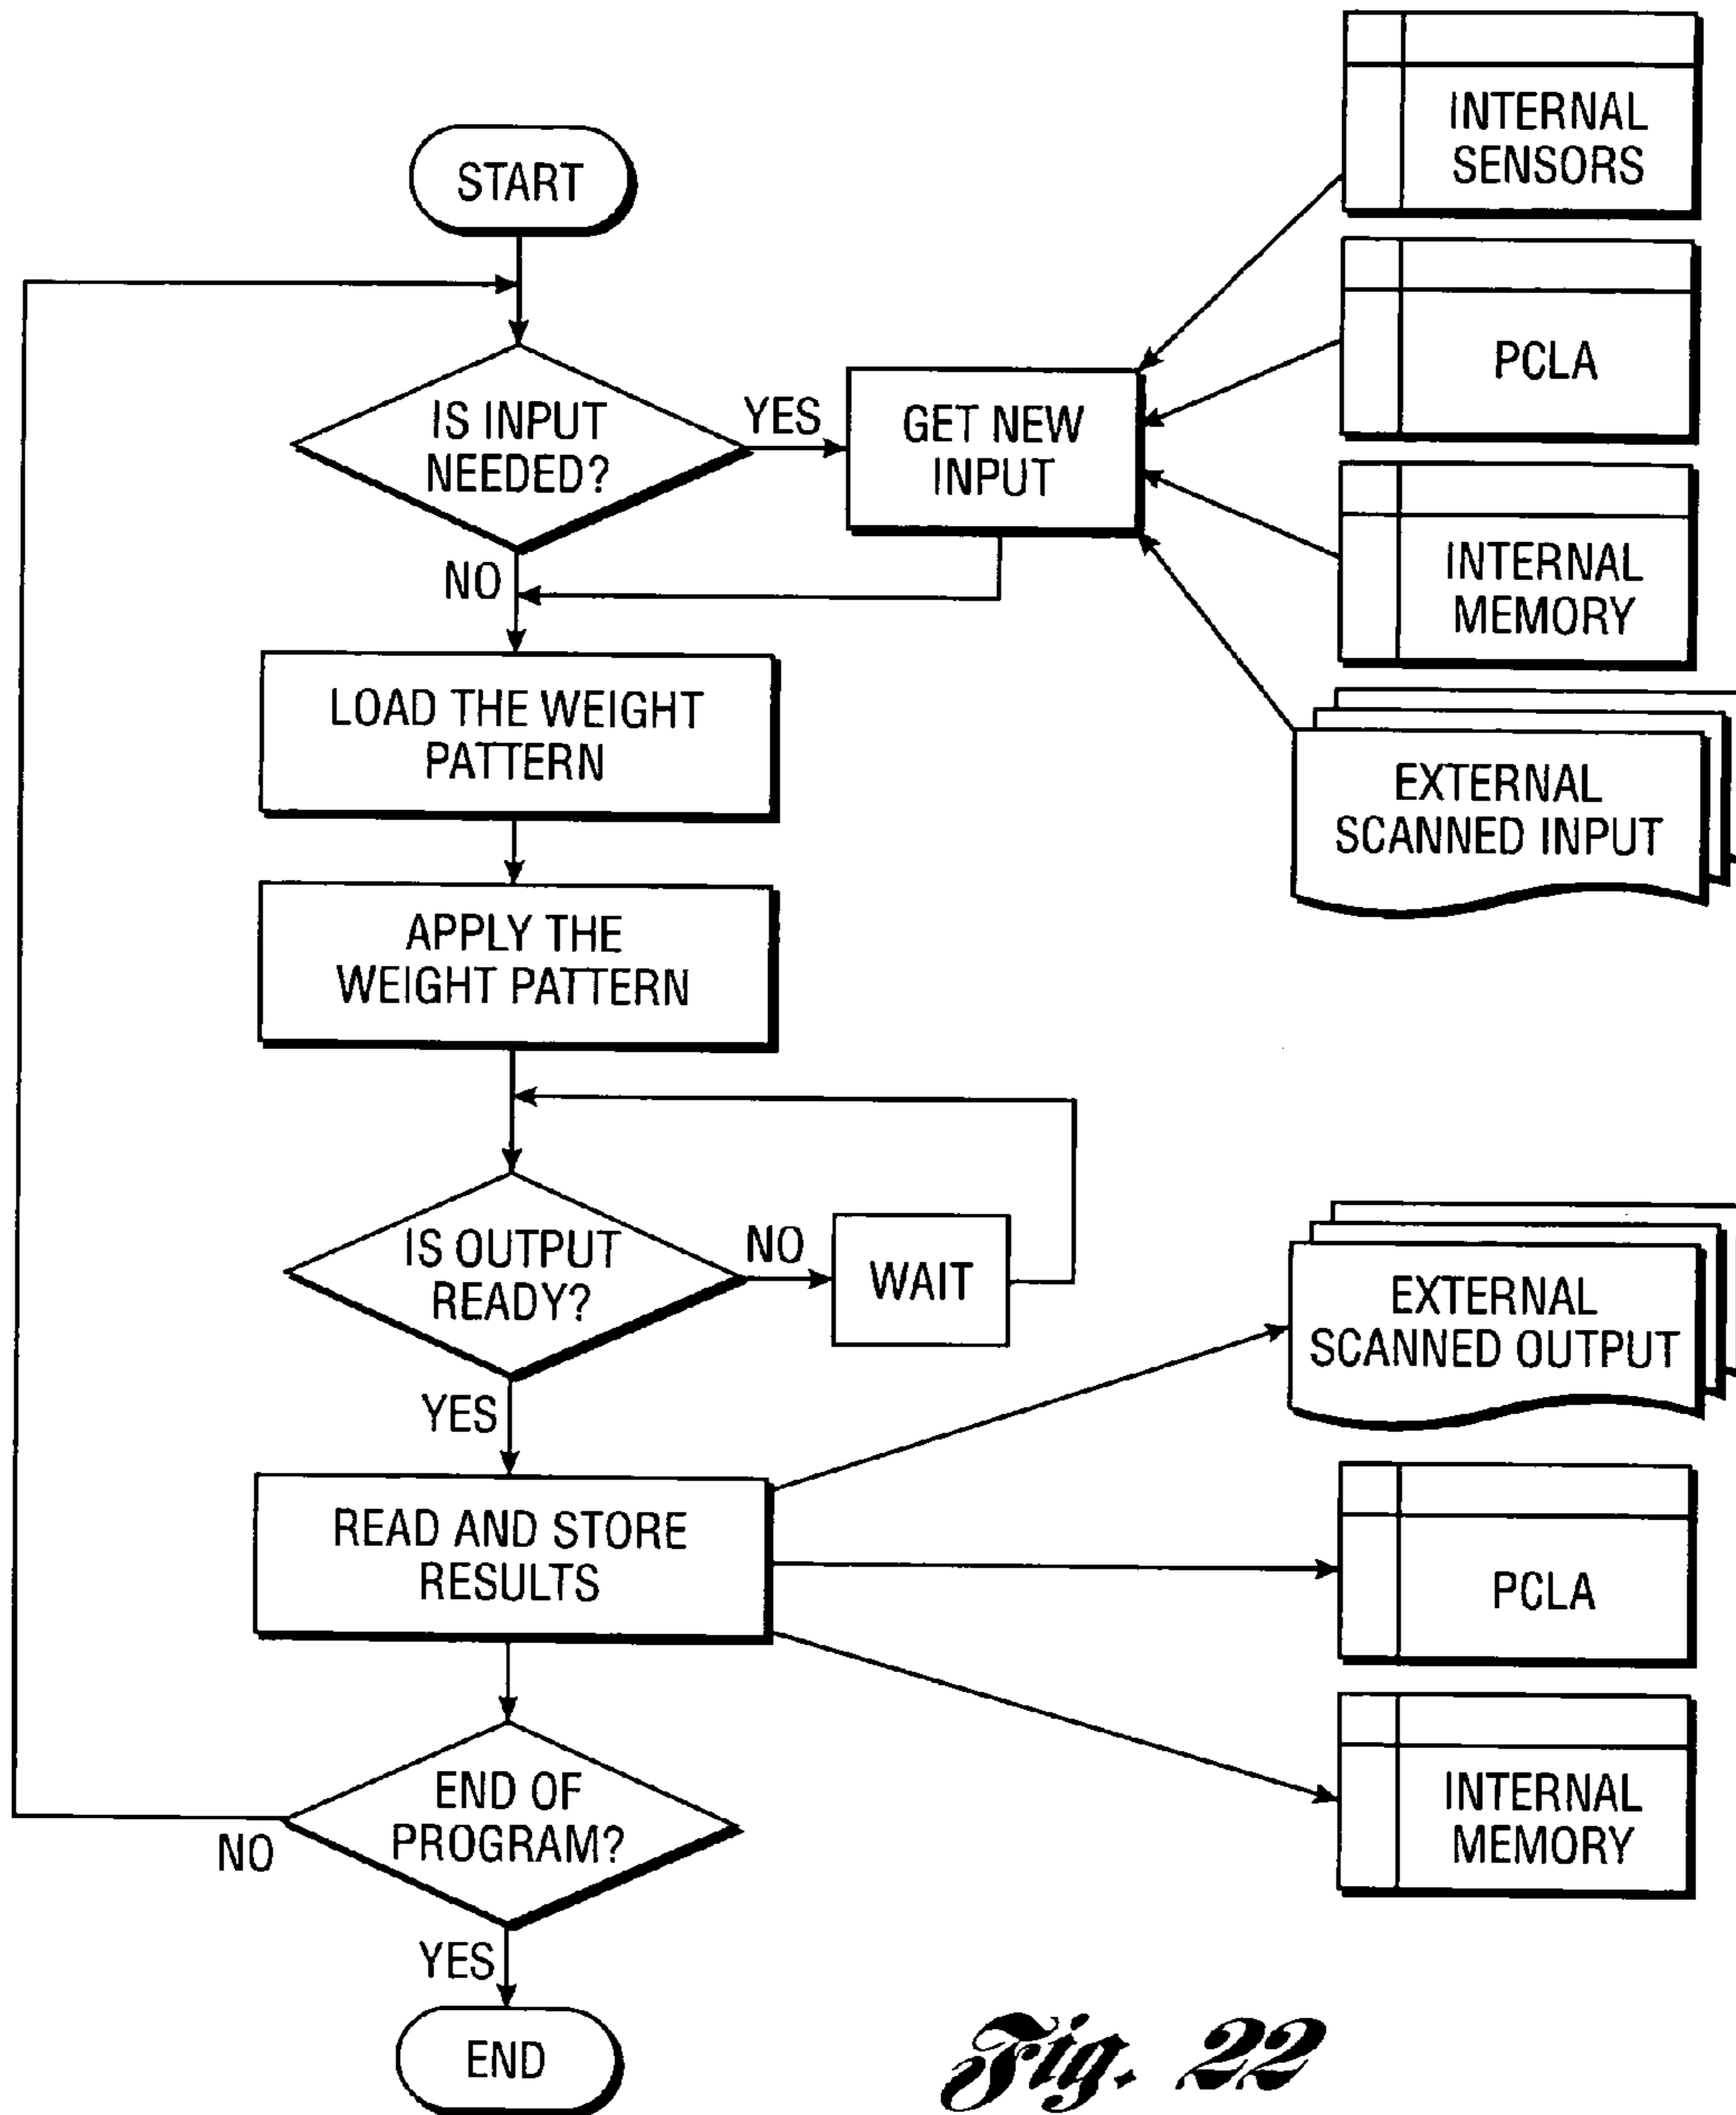 START
IS INPUT
NEEDED?
YES
NO
GET NEW
INPUT
INTERNAL
SENSORS
PCLA
INTERNAL
MEMORY
EXTERNAL
SCANNED INPUT
LOAD THE WEIGHT
PATTERN
APPLY THE
WEIGHT PATTERN
IS OUTPUT
READY?
NO
WAIT
YES
READ AND STORE
RESULTS
EXTERNAL
SCANNED OUTPUT
PCLA
INTERNAL
MEMORY
END OF
PROGRAM?
NO
YES
END
Fig. 22